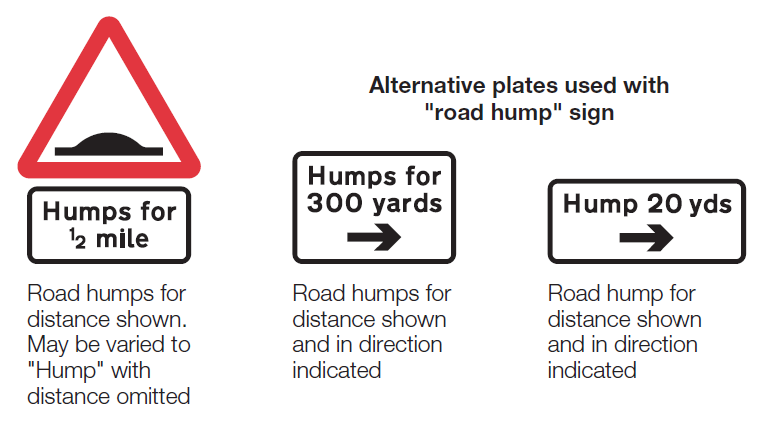 Alternative plates used with
"road hump" sign
Humps for
½ mile
Humps for
300 yards
Hump 20 yds
Road humps for
distance shown.
May be varied to
"Hump" with
distance omitted
Road humps for
distance shown
and in direction
indicated
Road hump for
distance shown
and in direction
indicated